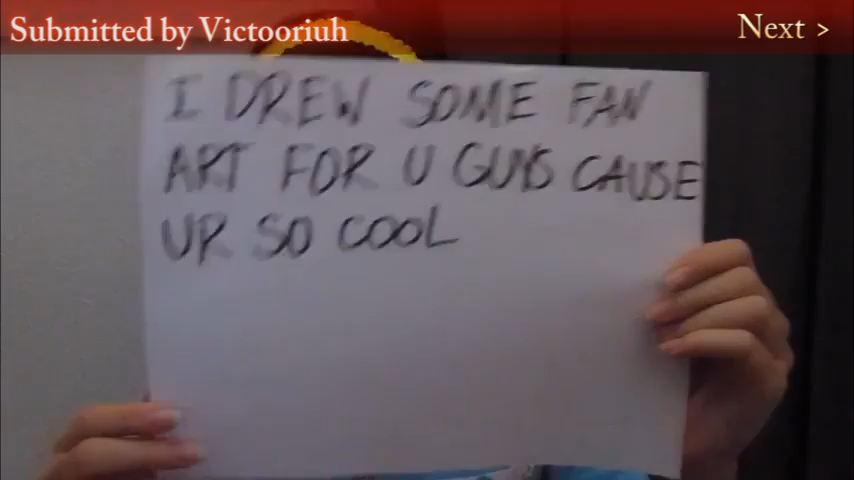 Submitted by Victooriuh
Next >
I DREW SOME FAN
ART FOR U GUYS CAUSE
UR SO COOL